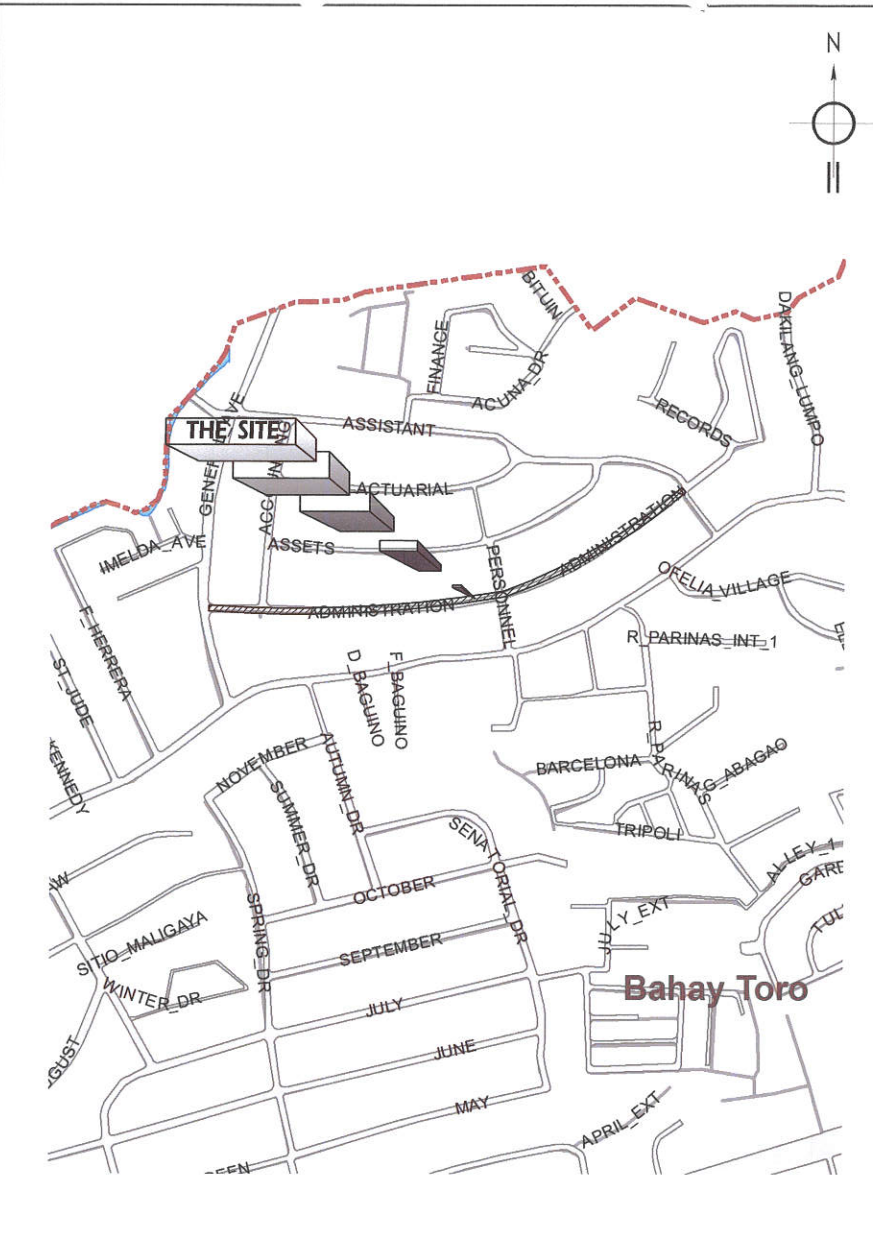 N
BITUIN
DAKILANG_LUMPO
FINANCE
ACUNA_DR
RECORDS
THE SITE
ASSISTANT
ACTUARIAL
ASSETS
IMELDA_AVE
PERSONNEL
ADMINISTRATION
ADMINISTRATION
OFELIA_VILLAGE
R_PARINAS_INT_1
F_HERRERA
ST_JUDE
KENNEDY
D_BAGUINO
F_BAGUINO
NOVEMBER
AUTUMN_DR
SUMMER_DR
BARCELONA
R_PARINAS
G_ABAGAO
TRIPOLI
SENATORIAL_DR
ALLEY_1
OCTOBER
SPRING_DR
SEPTEMBER
JULY_EXT
SITIO_MALIGAYA
WINTER_DR
Bahay Toro
JULY
JUNE
MAY
APRIL_EXT